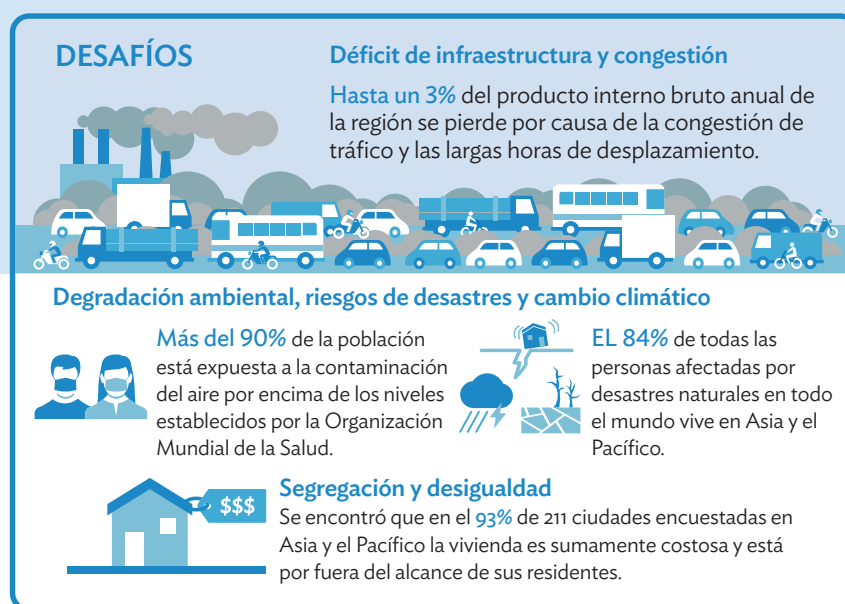 DESAFÍOS
Déficit de infraestructura y congestión
Hasta un 3% del producto interno bruto anual de
la región se pierde por causa de la congestión de
tráfico y las largas horas de desplazamiento.
Degradación ambiental, riesgos de desastres y cambio climático
Más del 90% de la población
está expuesta a la contaminación
del aire por encima de los niveles
establecidos por la Organización
Mundial de la Salud.
EL 84% de todas las
personas afectadas por
desastres naturales en todo
el mundo vive en Asia y el
Pacífico.
$$$
Segregación y desigualdad
Se encontró que en el 93% de 211 ciudades encuestadas en
Asia y el Pacífico la vivienda es sumamente costosa y está
por fuera del alcance de sus residentes.